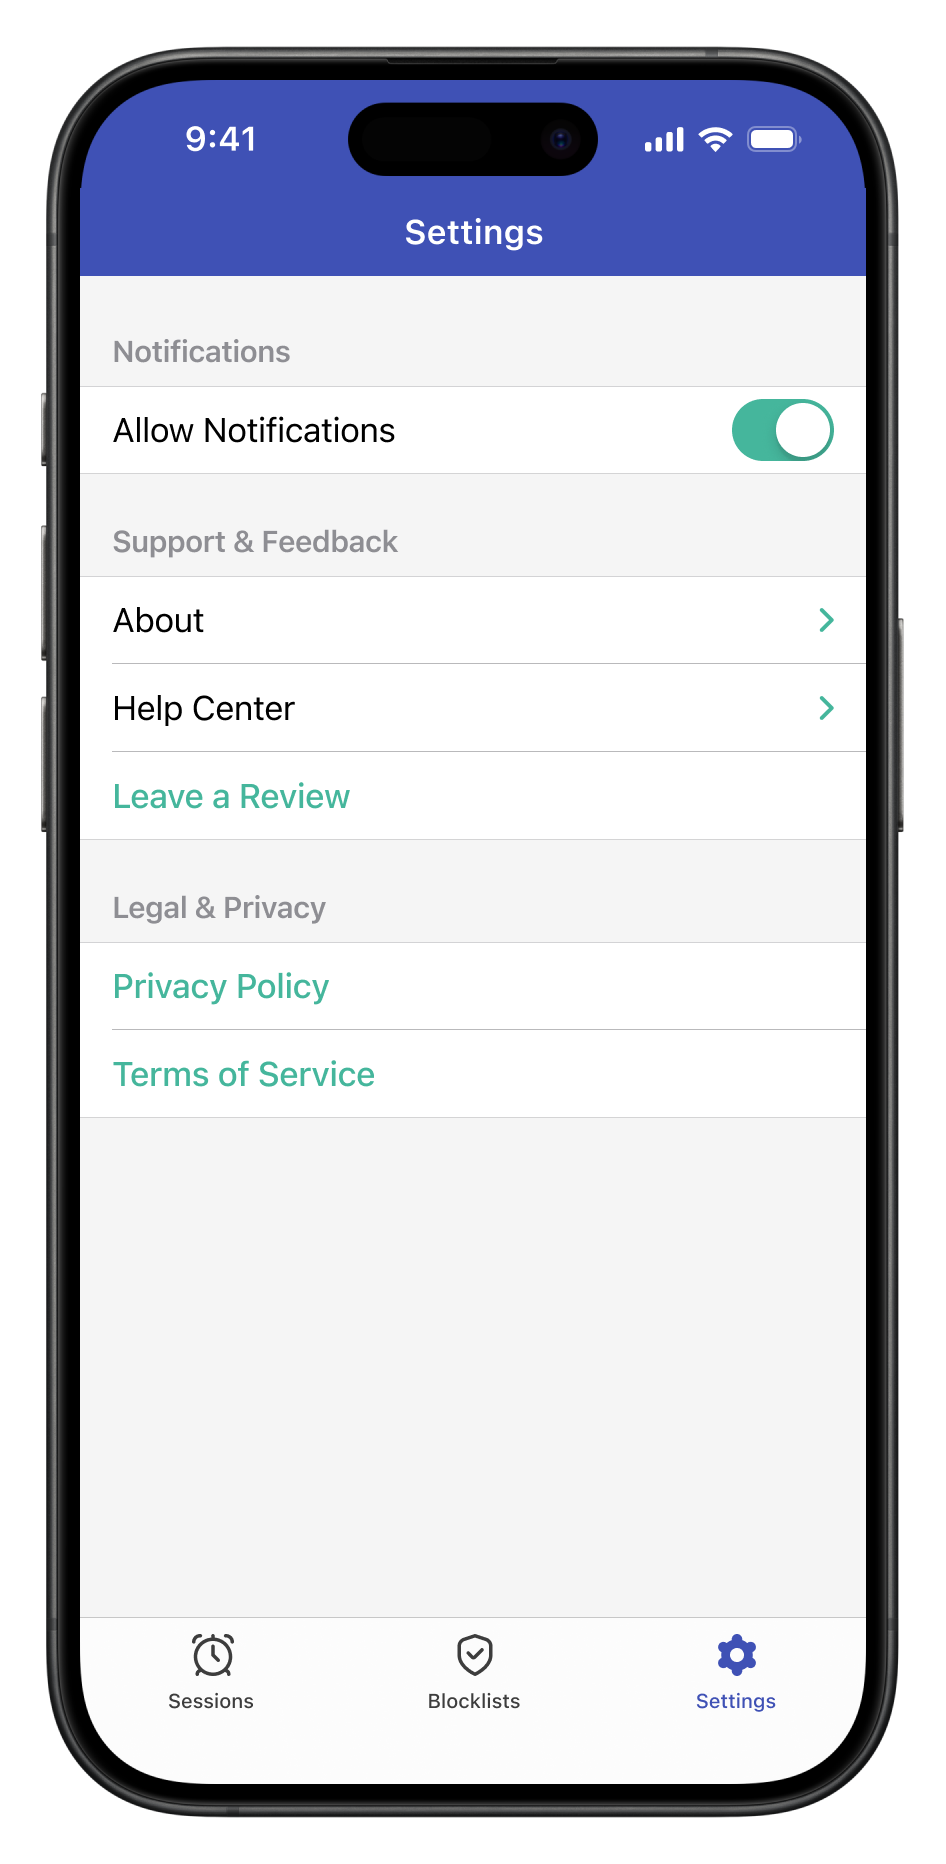 9:41
Settings
Notifications
Allow Notifications
Support & Feedback
About
Help Center
Leave a Review
Legal & Privacy
Privacy Policy
Terms of Service
Sessions
Blocklists
Settings